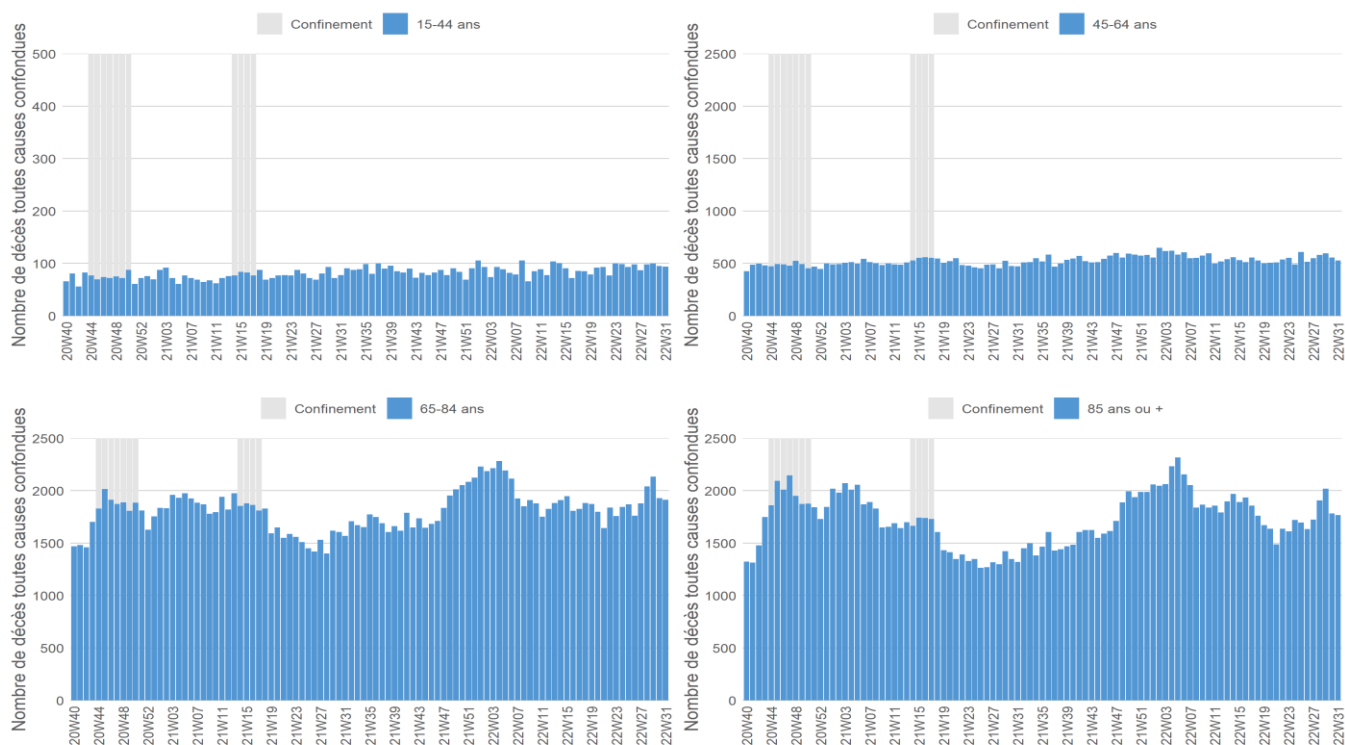 Confinement 15-44 ans
Nombre de décès toutes causes confondues
500
400
300
200
100
0
20W40 20W44 20W48 20W52 21W03 21W07 21W11 21W15 21W19 21W23 21W27 21W31 21W35 21W39 21W43 21W47 21W51 22W03 22W07 22W11 22W15 22W19 22W23 22W27 22W31
Confinement 45-64 ans
Nombre de décès toutes causes confondues
2500
2000
1500
1000
500
0
20W40 20W44 20W48 20W52 21W03 21W07 21W11 21W15 21W19 21W23 21W27 21W31 21W35 21W39 21W43 21W47 21W51 22W03 22W07 22W11 22W15 22W19 22W23 22W27 22W31
Confinement 65-84 ans
Nombre de décès toutes causes confondues
2500
2000
1500
1000
500
0
20W40 20W44 20W48 20W52 21W03 21W07 21W11 21W15 21W19 21W23 21W27 21W31 21W35 21W39 21W43 21W47 21W51 22W03 22W07 22W11 22W15 22W19 22W23 22W27 22W31
Confinement 85 ans ou +
Nombre de décès toutes causes confondues
2500
2000
1500
1000
500
0
20W40 20W44 20W48 20W52 21W03 21W07 21W11 21W15 21W19 21W23 21W27 21W31 21W35 21W39 21W43 21W47 21W51 22W03 22W07 22W11 22W15 22W19 22W23 22W27 22W31